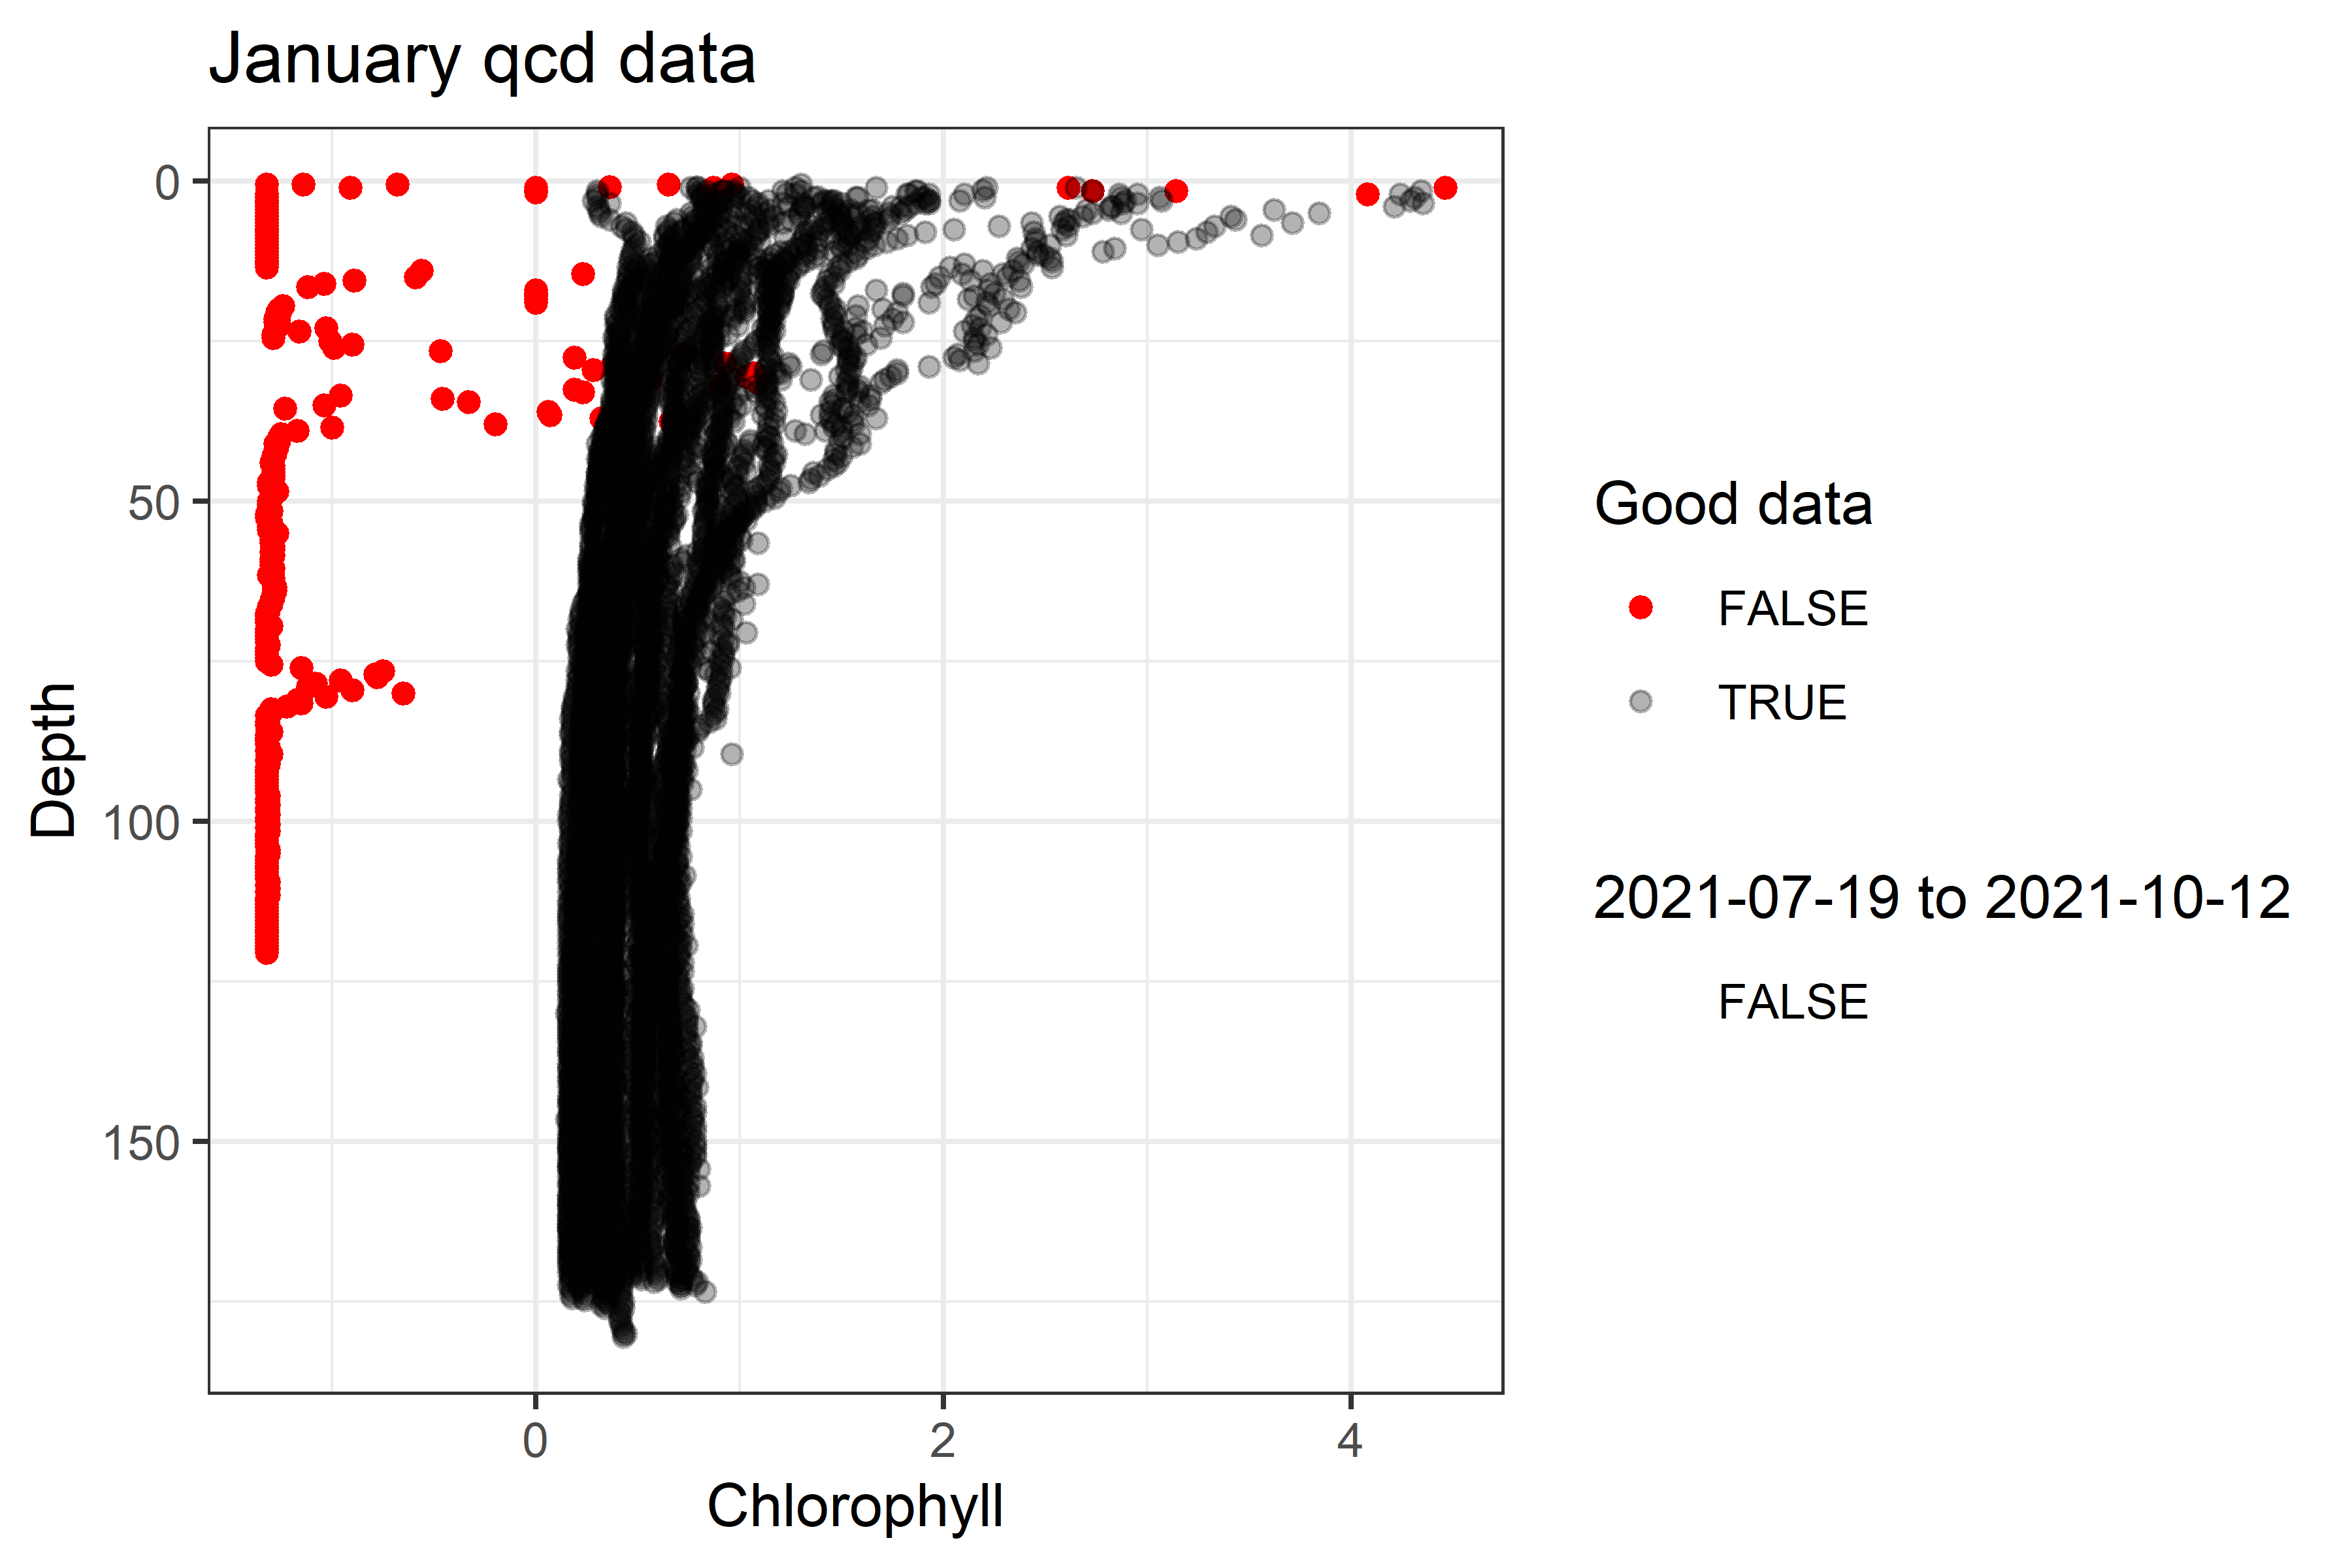 January qcd data
0
50
100
150
Depth
0
2
4
Chlorophyll
Good data
FALSE
TRUE
2021-07-19 to 2021-10-12
FALSE